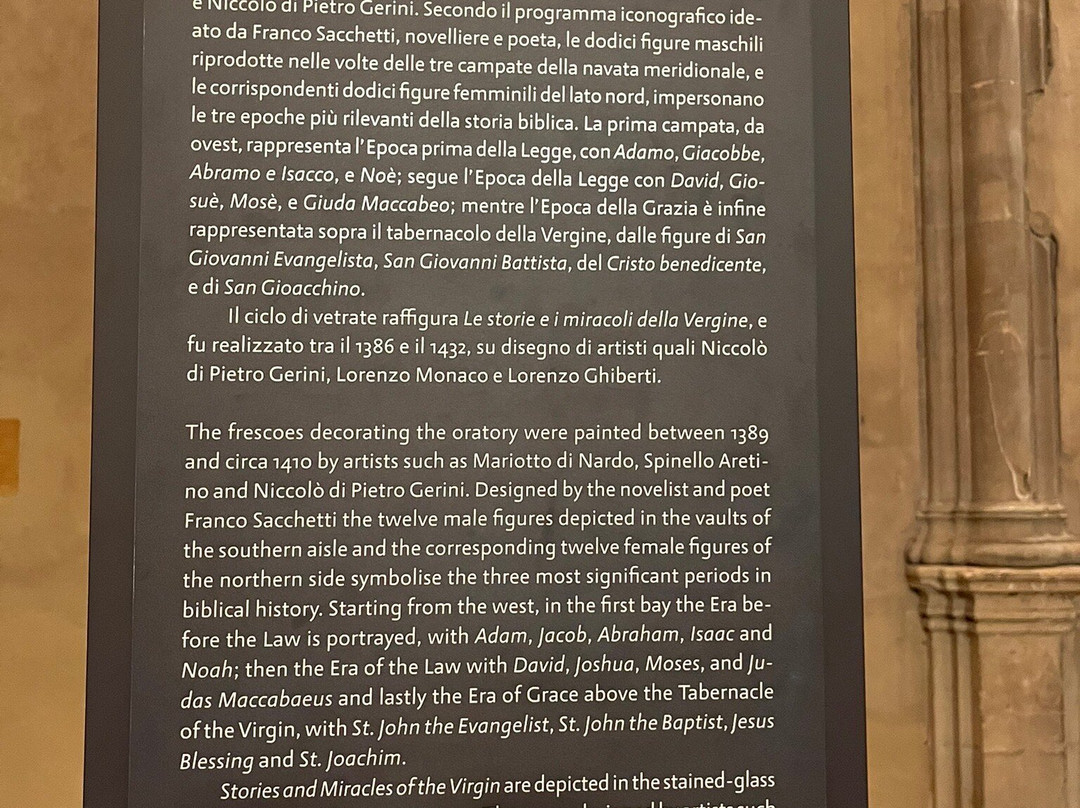 e Niccolò di Pietro Gerini. Secondo il programma iconografico ide-
ato da Franco Sacchetti, novelliere e poeta, le dodici figure maschili
riprodotte nelle volte delle tre campate della navata meridionale, e
le corrispondenti dodici figure femminili del lato nord, impersonano
le tre epoche più rilevanti della storia biblica. La prima campata, da
ovest, rappresenta l'Epoca prima della Legge, con Adamo, Giacobbe,
Abramo e Isacco, e Noè; segue l'Epoca della Legge con David, Gio-
suè, Mosè, e Giuda Maccabeo; mentre l'Epoca della Grazia è infine
rappresentata sopra il tabernacolo della Vergine, dalle figure di San
Giovanni Evangelista, San Giovanni Battista, del Cristo benedicente,
e di San Gioacchino.
Il ciclo di vetrate raffigura Le storie e i miracoli della Vergine, e
fu realizzato tra il 1386 e il 1432, su disegno di artisti quali Niccolò
di Pietro Gerini, Lorenzo Monaco e Lorenzo Ghiberti.
The frescoes decorating the oratory were painted between 1389
and circa 1410 by artists such as Mariotto di Nardo, Spinello Areti-
no and Niccolò di Pietro Gerini. Designed by the novelist and poet
Franco Sacchetti the twelve male figures depicted in the vaults of
the southern aisle and the corresponding twelve female figures of
the northern side symbolise the three most significant periods in
biblical history. Starting from the west, in the first bay the Era be-
fore the Law is portrayed, with Adam, Jacob, Abraham, Isaac and
Noah; then the Era of the Law with David, Joshua, Moses, and Ju-
das Maccabaeus and lastly the Era of Grace above the Tabernacle
of the Virgin, with St. John the Evangelist, St. John the Baptist, Jesus
Blessing and St. Joachim.
Stories and Miracles of the Virgin are depicted in the stained-glass